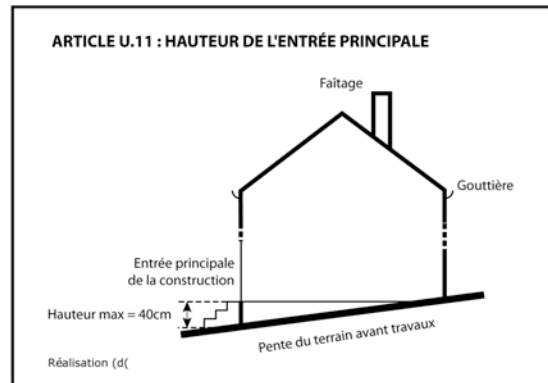 ARTICLE U.11 : HAUTEUR DE L'ENTRÉE PRINCIPALE
Faîtage
Gouttière
Entrée principale
de la construction
Hauteur max = 40cm
Pente du terrain avant travaux
Réalisation (d(